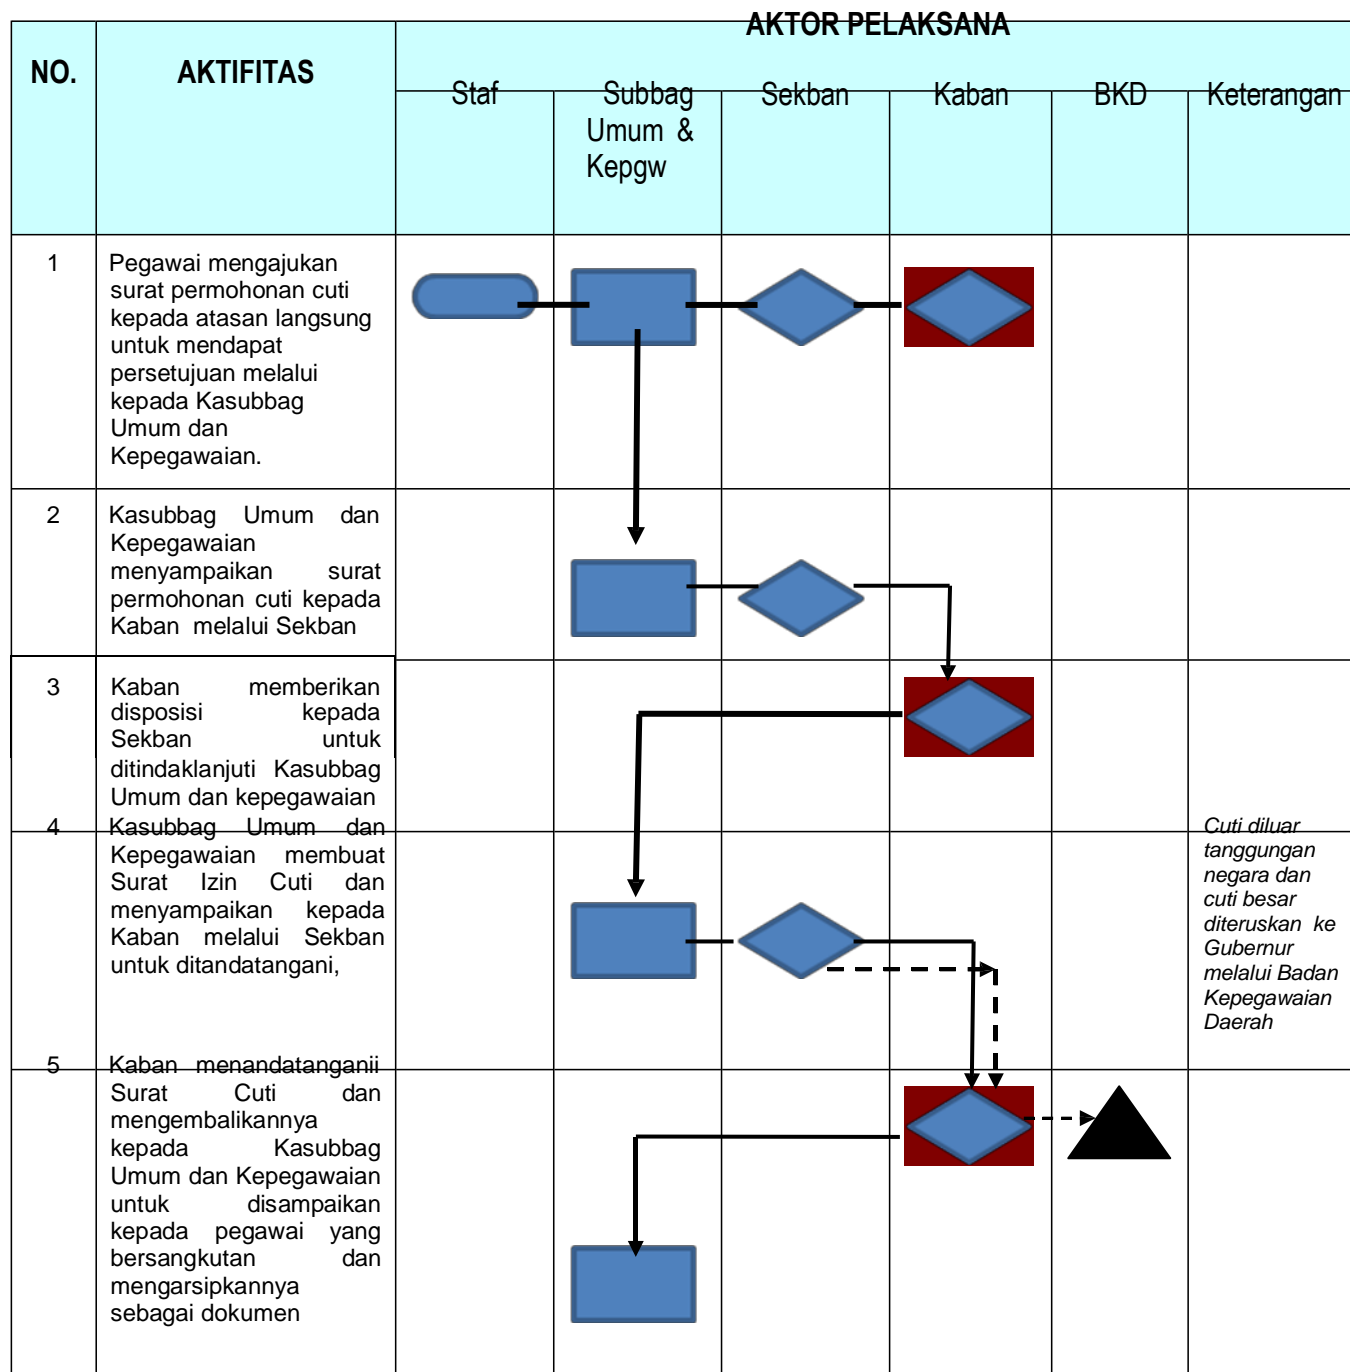 AKTOR PELAKSANA
NO.
AKTIFITAS
Staf
Subbag
Umum &
Kepgw
Sekban
Kaban
BKD
Keterangan
1
Pegawai mengajukan
surat permohonan cuti
kepada atasan langsung
untuk mendapat
persetujuan melalui
kepada Kasubbag
Umum dan
Kepegawaian.
2
Kasubbag Umum dan
Kepegawaian
menyampaikan surat
permohonan cuti kepada
Kaban melalui Sekban
3
Kaban memberikan
disposisi kepada
Sekban untuk
ditindaklanjuti Kasubbag
Umum dan kepegawaian
4
Kasubbag Umum dan
Kepegawaian membuat
Surat Izin Cuti dan
menyampaikan kepada
Kaban melalui Sekban
untuk ditandatangani,
Cuti diluar
tanggungan
negara dan
cuti besar
diteruskan ke
Gubernur
melalui Badan
Kepegawaian
Daerah
5
Kaban menandatanganii
Surat Cuti dan
mengembalikannya
kepada Kasubbag
Umum dan Kepegawaian
untuk disampaikan
kepada pegawai yang
bersangkutan dan
mengarsipkannya
sebagai dokumen